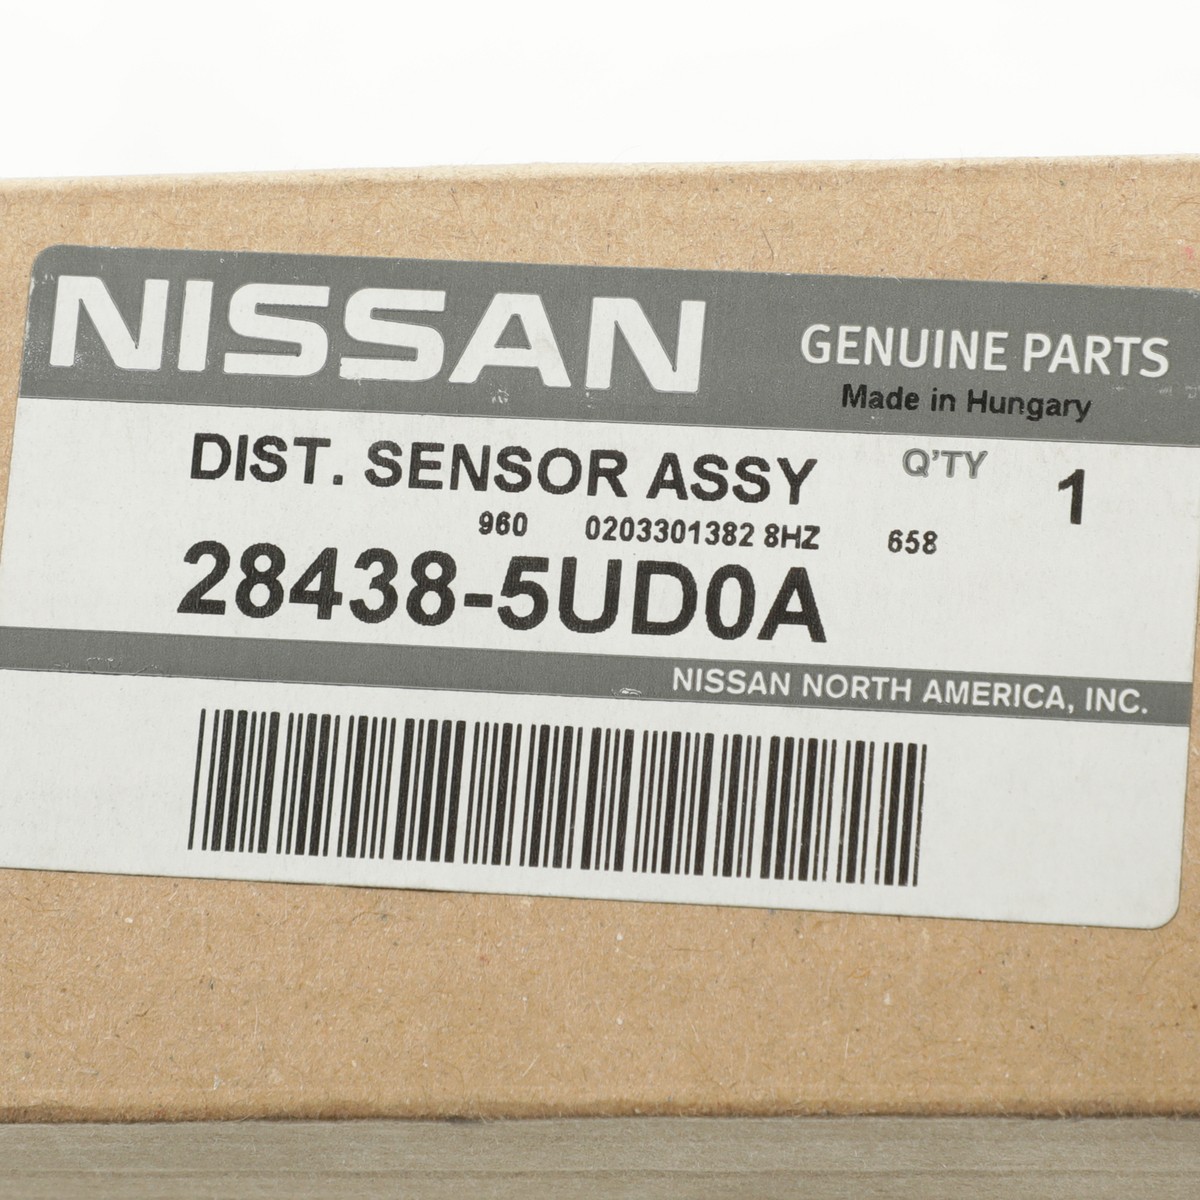 NISSAN
GENUINE PARTS
Made in Hungary
DIST. SENSOR ASSY Q'TY 1
960 0203301382 8HZ 658
28438-5UD0A
NISSAN NORTH AMERICA, INC.